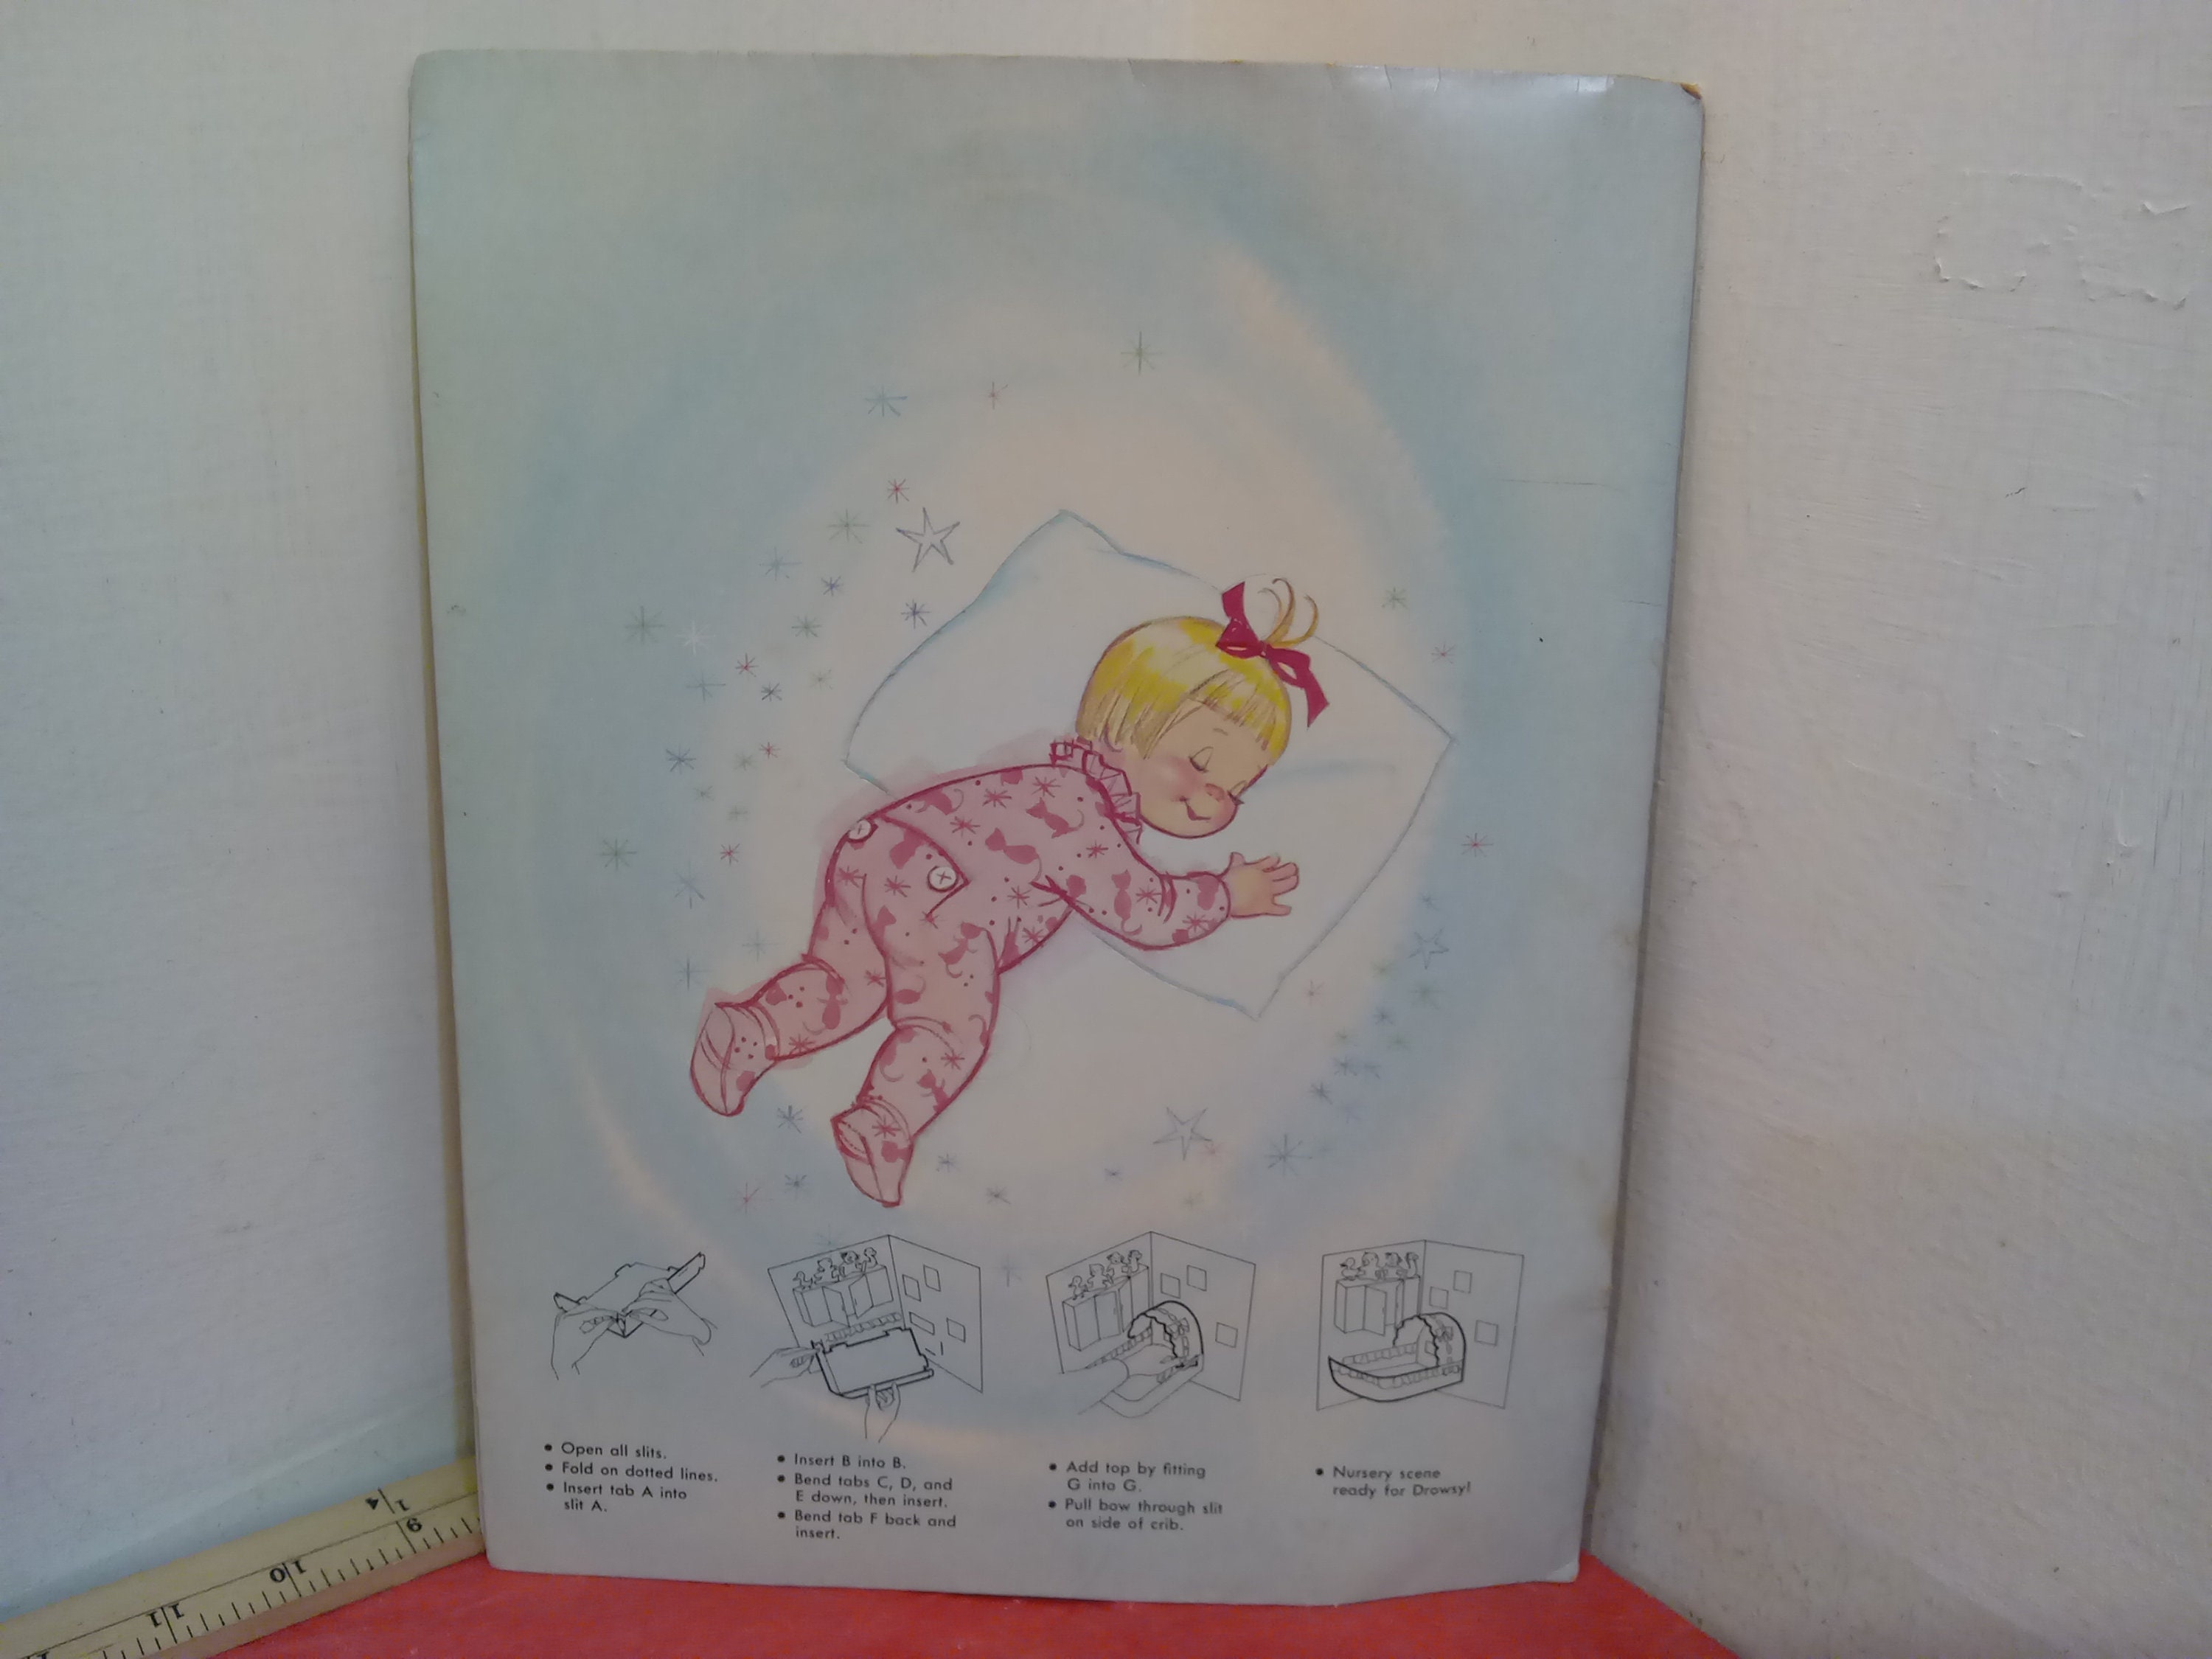 • Open all slits.
• Fold on dotted lines.
• Insert tab A into
slit A.
• Insert B into B.
• Bend tabs C, D, and
E down, then insert.
• Bend tab F back and
insert.
• Add top by fitting
G into G.
• Pull bow through slit
on side of crib.
• Nursery scene
ready for Drowsy!
1
4
9
10
11